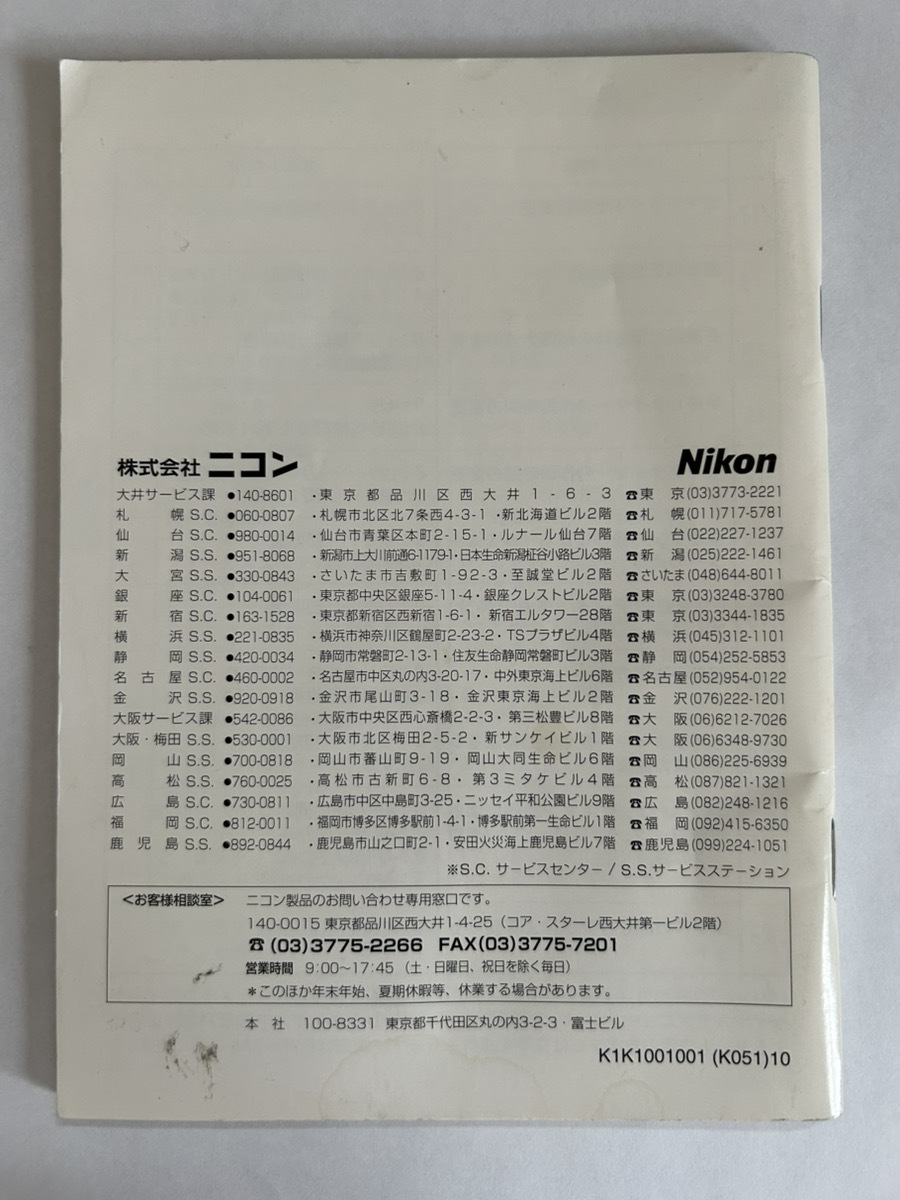 株式会社 ニコン Nikon
大井サービス課 ●140-8601 ・東京都品川区西大井1-6-3 ☎東京(03)3773-2221
札幌S.C. ●060-0807 ・札幌市北区北7条西4-3-1・新北海道ビル2階 ☎札幌(011)717-5781
仙台S.C. ●980-0014 ・仙台市青葉区本町2-15-1・ルナール仙台7階 ☎仙台(022)227-1237
新潟S.S. ●951-8068 ・新潟市上大川前通6-1179-1・日本生命新潟柾谷小路ビル3階 ☎新潟(025)222-1461
大宮S.S. ●330-0843 ・さいたま市吉敷町1-92-3・至誠堂ビル2階 ☎さいたま(048)644-8011
銀座S.C. ●104-0061 ・東京都中央区銀座5-11-4・銀座クレストビル2階 ☎東京(03)3248-3780
新宿S.C. ●163-1528 ・東京都新宿区西新宿1-6-1・新宿エルタワー28階 ☎東京(03)3344-1835
横浜S.S. ●221-0835 ・横浜市神奈川区鶴屋町2-23-2・TSプラザビル4階 ☎横浜(045)312-1101
静岡S.S. ●420-0034 ・静岡市常磐町2-13-1・住友生命静岡常磐町ビル3階 ☎静岡(054)252-5853
名古屋S.C. ●460-0002 ・名古屋市中区丸の内3-20-17・中外東京海上ビル6階 ☎名古屋(052)954-0122
金沢S.S. ●920-0918 ・金沢市尾山町3-18・金沢東京海上ビル2階 ☎金沢(076)222-1201
大阪サービス課 ●542-0086 ・大阪市中央区西心斎橋2-2-3・第三松豊ビル8階 ☎大阪(06)6212-7026
大阪・梅田S.S. ●530-0001 ・大阪市北区梅田2-5-2・新サンケイビル1階 ☎大阪(06)6348-9730
岡山S.S. ●700-0818 ・岡山市蕃山町9-19・岡山大同生命ビル6階 ☎岡山(086)225-6939
高松S.S. ●760-0025 ・高松市古新町6-8・第3ミタケビル4階 ☎高松(087)821-1321
広島S.C. ●730-0811 ・広島市中区中島町3-25・ニッセイ平和公園ビル9階 ☎広島(082)248-1216
福岡S.C. ●812-0011 ・福岡市博多区博多駅前1-4-1・博多駅前第一生命ビル1階 ☎福岡(092)415-6350
鹿児島S.S. ●892-0844 ・鹿児島市山之口町2-1・安田火災海上鹿児島ビル7階 ☎鹿児島(099)224-1051
※S.C. サービスセンター / S.S.サービスステーション
＜お客様相談室＞ ニコン製品のお問い合わせ専用窓口です。
140-0015 東京都品川区西大井1-4-25（コア・スターレ西大井第一ビル2階）
☎ (03)3775-2266 FAX(03)3775-7201
営業時間 9:00〜17:45（土・日曜日、祝日を除く毎日）
＊このほか年末年始、夏期休暇等、休業する場合があります。
本社 100-8331 東京都千代田区丸の内3-2-3・富士ビル
K1K1001001 (K051)10